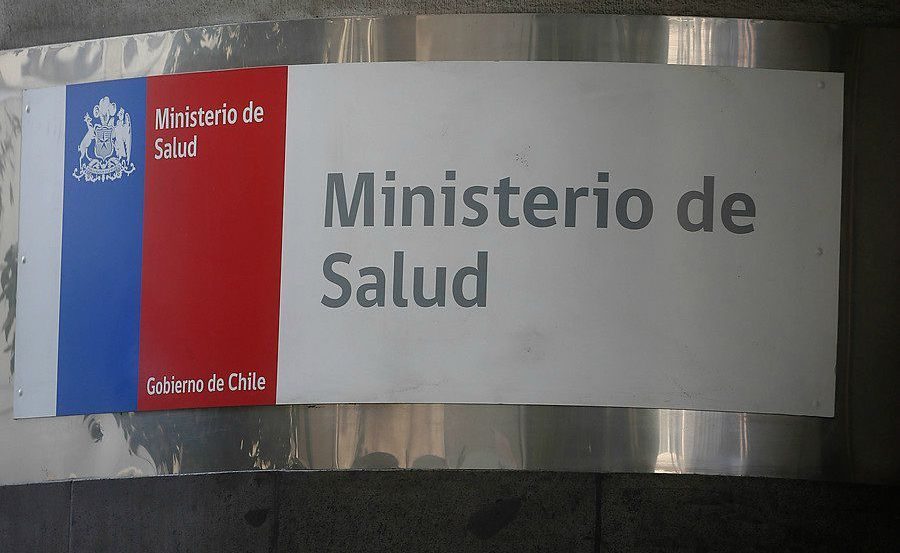 Ministerio de
Salud
Gobierno de Chile
Ministerio de
Salud